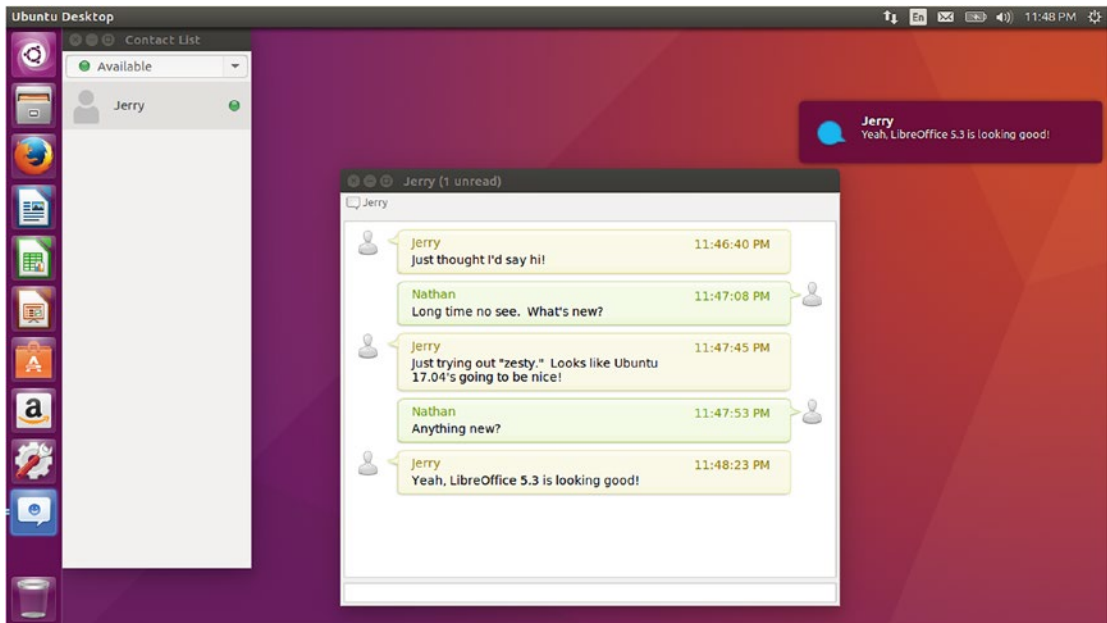 Ubuntu Desktop
En
11:48 PM
Contact List
Available
Jerry
Jerry
Yeah, LibreOffice 5.3 is looking good!
Jerry (1 unread)
Jerry
Jerry 11:46:40 PM
Just thought I'd say hi!
Nathan 11:47:08 PM
Long time no see. What's new?
Jerry 11:47:45 PM
Just trying out "zesty." Looks like Ubuntu
17.04's going to be nice!
Nathan 11:47:53 PM
Anything new?
Jerry 11:48:23 PM
Yeah, LibreOffice 5.3 is looking good!
A
a